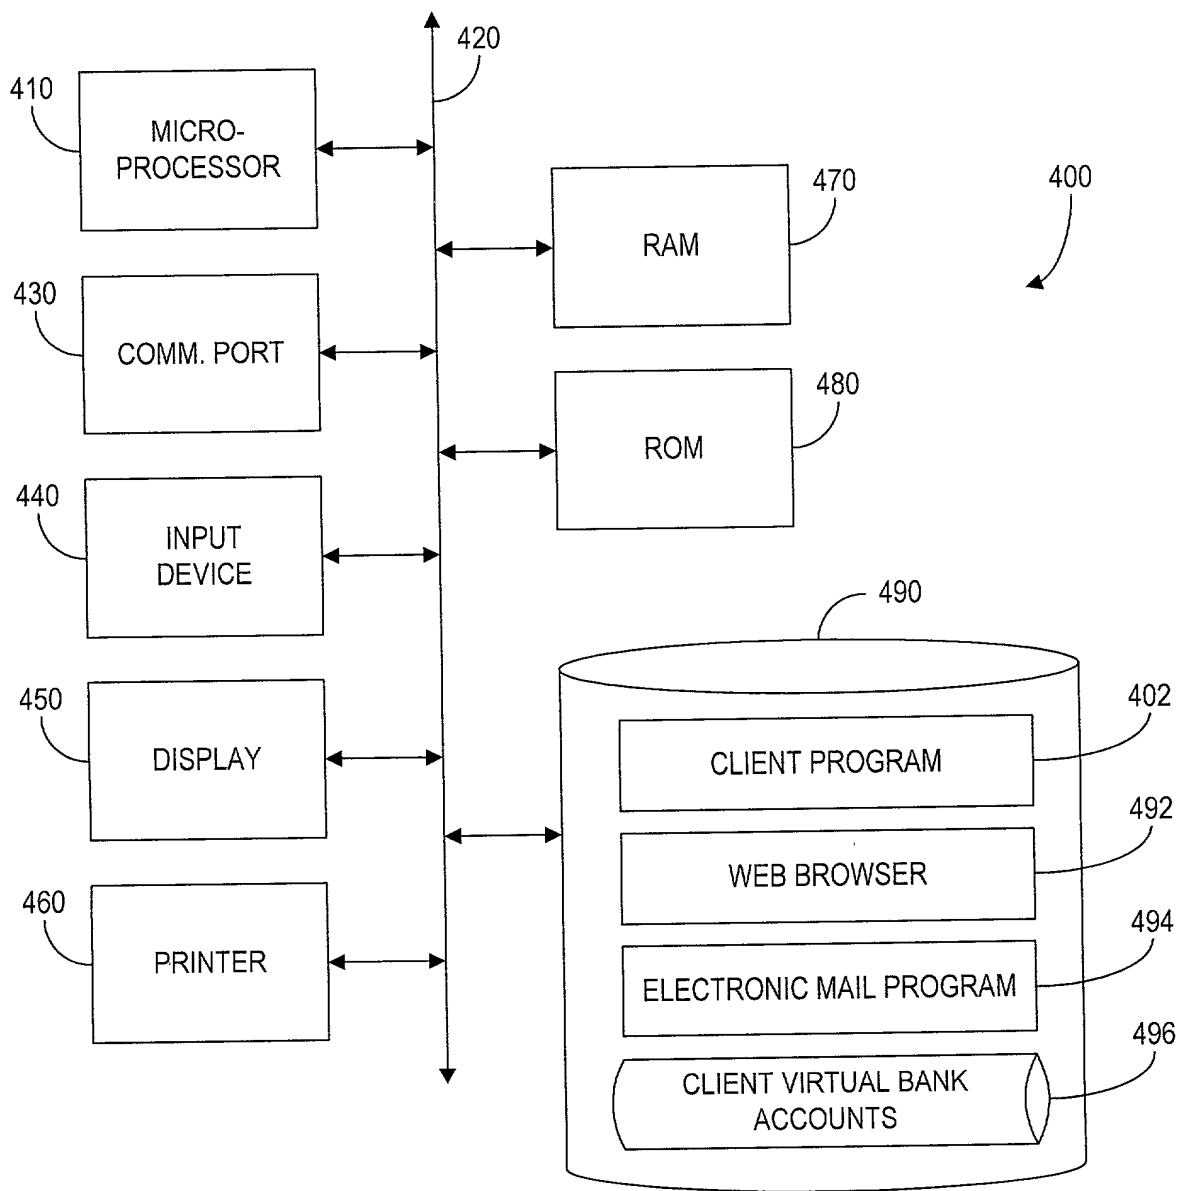 420
410
MICRO-
PROCESSOR
470
400
RAM
430
COMM. PORT
480
ROM
440
INPUT
DEVICE
490
402
450
CLIENT PROGRAM
DISPLAY
492
WEB BROWSER
460
494
PRINTER
ELECTRONIC MAIL PROGRAM
496
CLIENT VIRTUAL BANK
ACCOUNTS